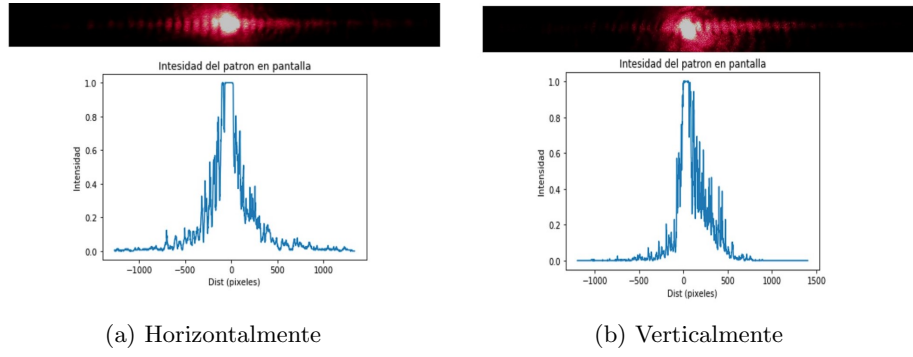 Intesidad del patron en pantalla
Intensidad
1.0
0.8
0.6
0.4
0.2
0.0
−1000 −500 0 500 1000
Dist (pixeles)
(a) Horizontalmente
Intesidad del patron en pantalla
Intensidad
1.0
0.8
0.6
0.4
0.2
0.0
−1000 −500 0 500 1000 1500
Dist (pixeles)
(b) Verticalmente